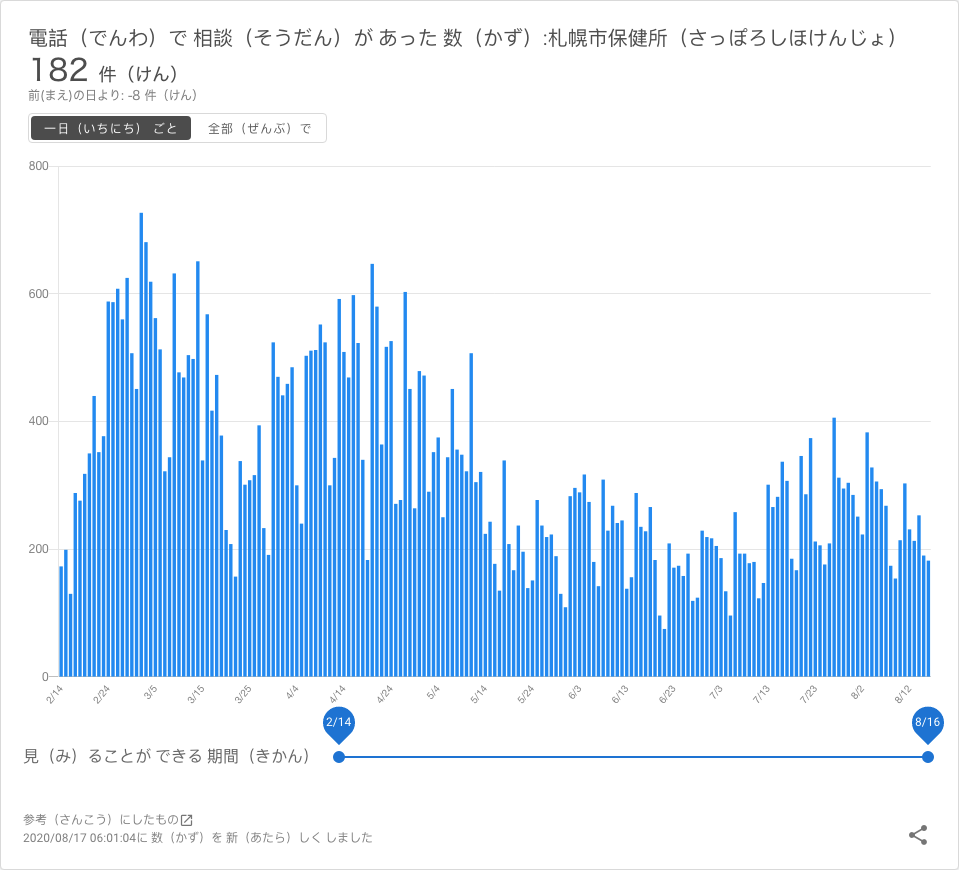 電話（でんわ）で 相談（そうだん）が あった 数（かず）:札幌市保健所（さっぽろしほけんじょ）
182 件（けん）
前(まえ)の日より: -8 件（けん）
一日（いちにち） ごと 全部（ぜんぶ）で
800
600
400
200
0
2/14 2/24 3/5 3/15 3/25 4/4 4/14 4/24 5/4 5/14 5/24 6/3 6/13 6/23 7/3 7/13 7/23 8/2 8/12
2/14 8/16
見（み）ることが できる 期間（きかん）
参考（さんこう）にしたもの
2020/08/17 06:01:04に 数（かず）を 新（あたら）しく しました